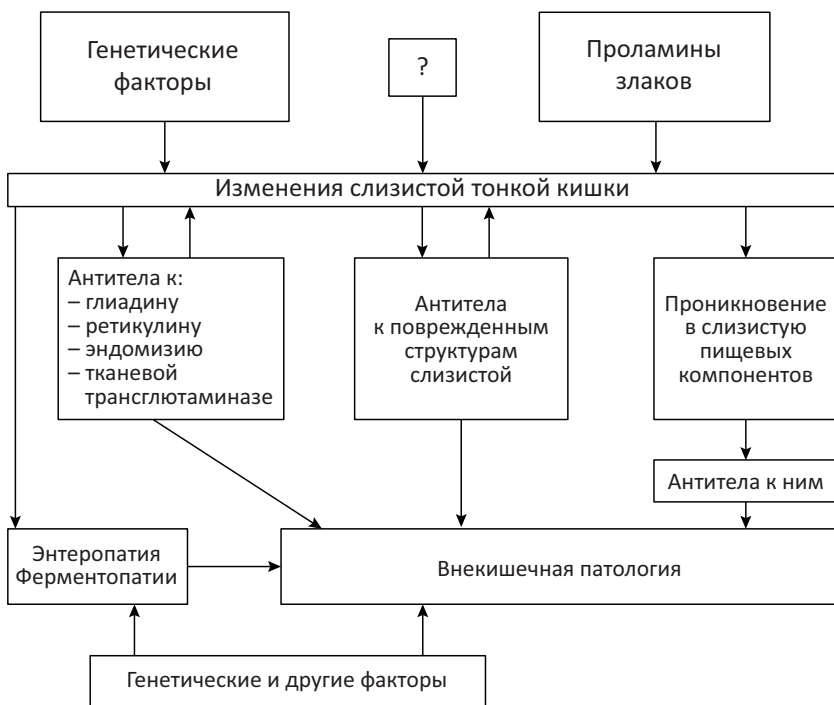 Генетические
факторы
?
Проламины
злаков
Изменения слизистой тонкой кишки
Антитела к:
– глиадину
– ретикулину
– эндомизию
– тканевой
трансглютаминазе
Антитела
к поврежденным
структурам
слизистой
Проникновение
в слизистую
пищевых
компонентов
Антитела к ним
Энтеропатия
Ферментопатии
Внекишечная патология
Генетические и другие факторы